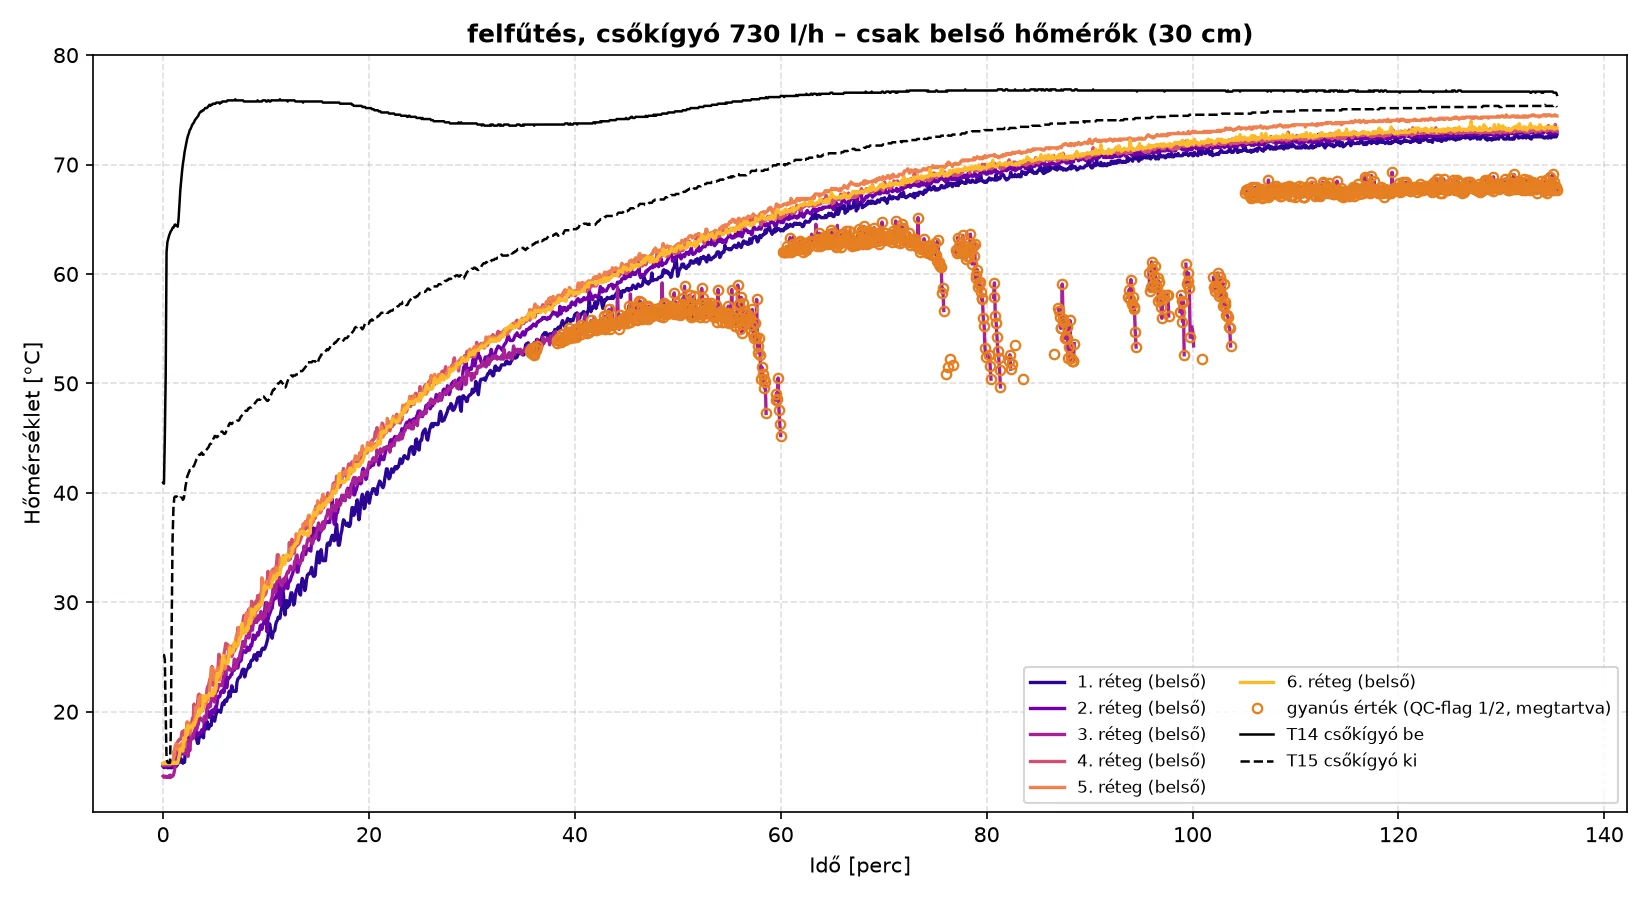 felfűtés, csőkígyó 730 l/h – csak belső hőmérők (30 cm)
80
70
60
50
40
30
20
Hőmérséklet [°C]
0 20 40 60 80 100 120 140
Idő [perc]
1. réteg (belső)
2. réteg (belső)
3. réteg (belső)
4. réteg (belső)
5. réteg (belső)
6. réteg (belső)
gyanús érték (QC-flag 1/2, megtartva)
T14 csőkígyó be
T15 csőkígyó ki